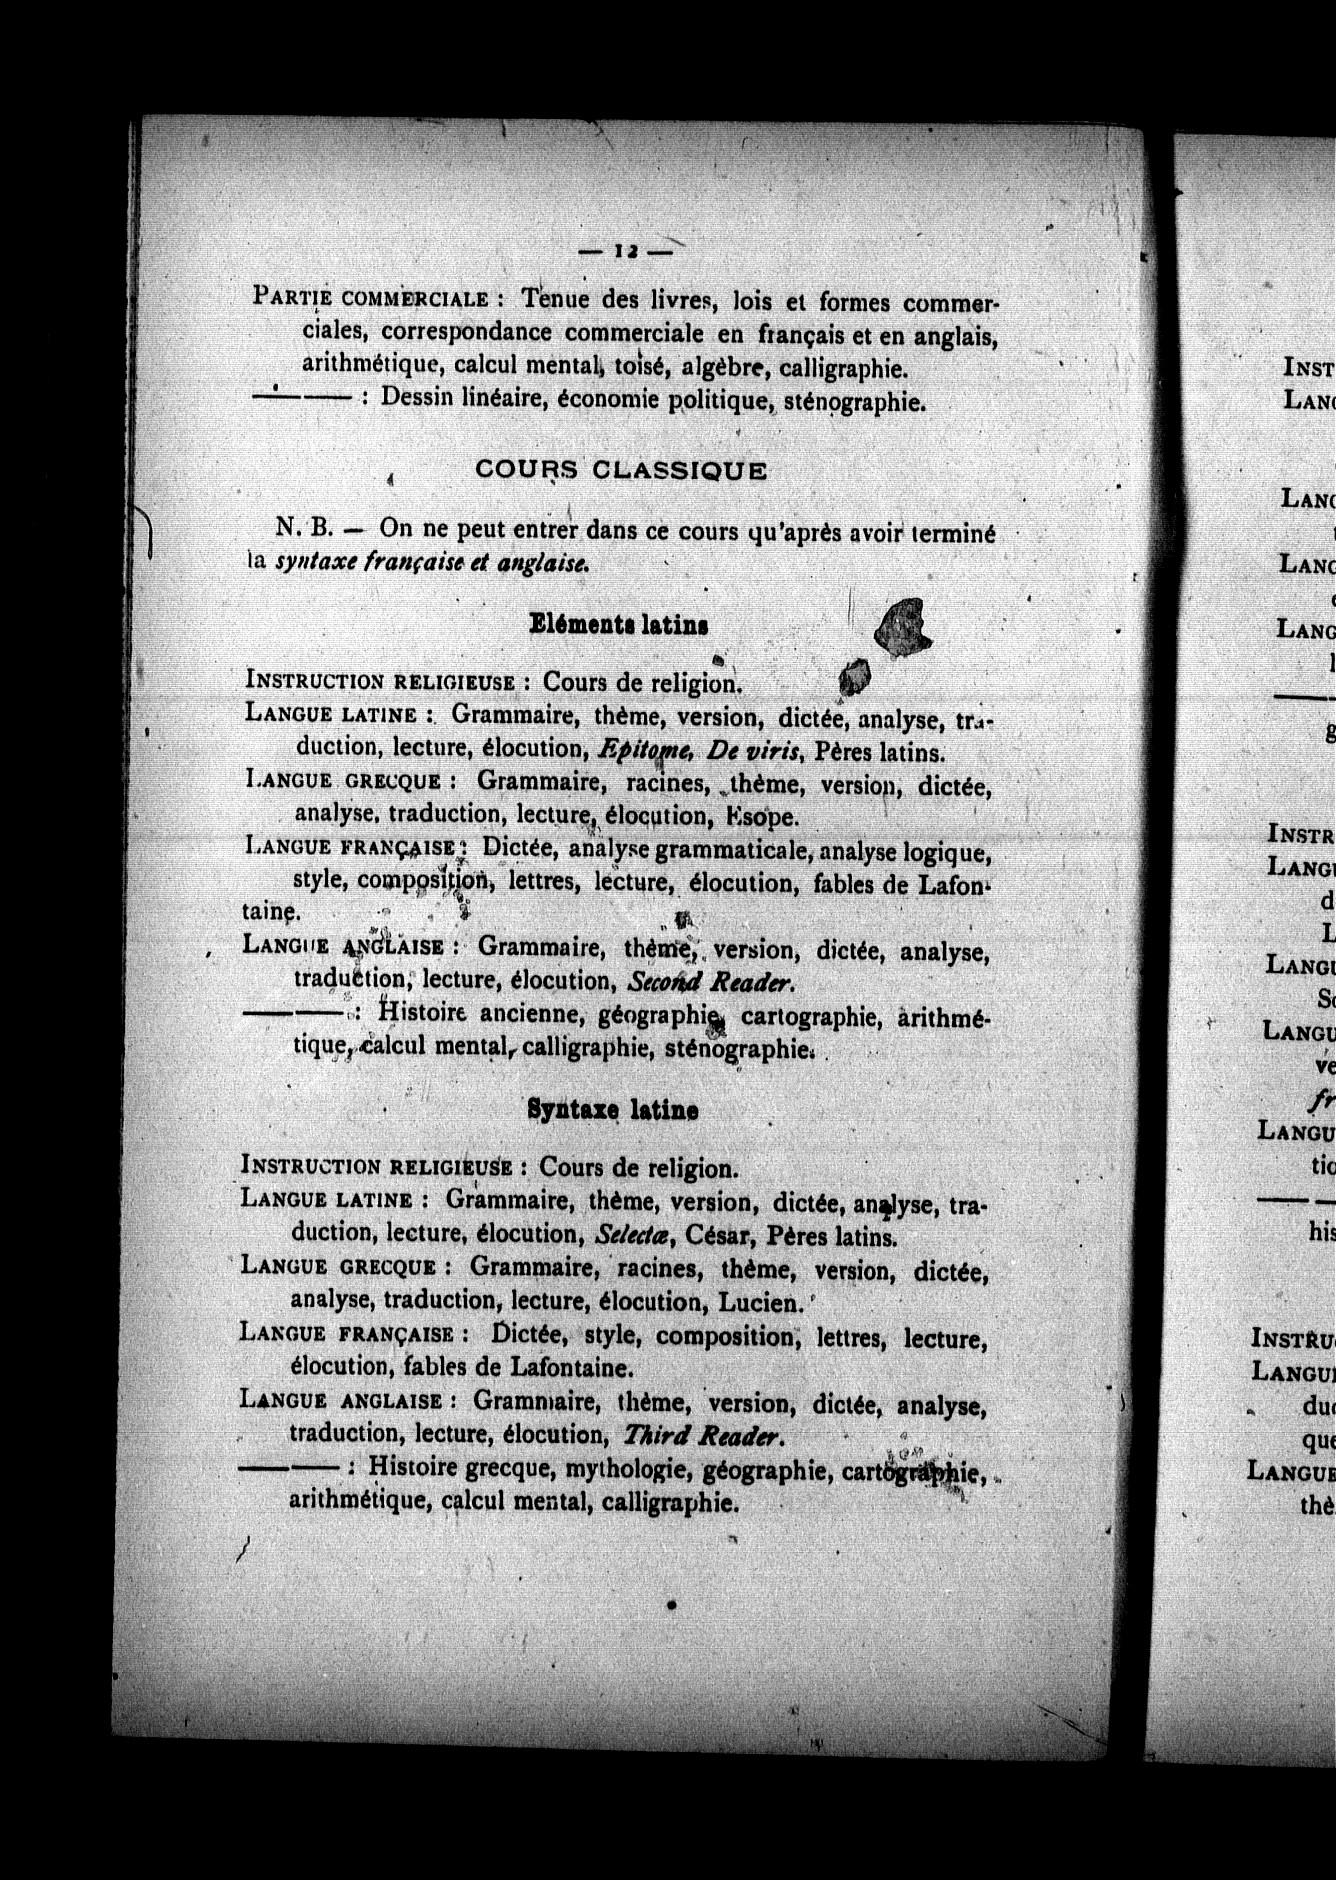 — 12 —
PARTIE COMMERCIALE : Tenue des livres, lois et formes commer-
ciales, correspondance commerciale en français et en anglais,
arithmétique, calcul mental, toisé, algèbre, calligraphie.
—— —— : Dessin linéaire, économie politique, sténographie.
COURS CLASSIQUE
N. B. — On ne peut entrer dans ce cours qu'après avoir terminé
la syntaxe française et anglaise.
Eléments latins
INSTRUCTION RELIGIEUSE : Cours de religion.
LANGUE LATINE : Grammaire, thème, version, dictée, analyse, tra-
duction, lecture, élocution, Epitome, De viris, Pères latins.
LANGUE GRECQUE : Grammaire, racines, thème, version, dictée,
analyse, traduction, lecture, élocution, Esope.
LANGUE FRANÇAISE : Dictée, analyse grammaticale, analyse logique,
style, composition, lettres, lecture, élocution, fables de Lafon-
taine.
LANGUE ANGLAISE : Grammaire, thème, version, dictée, analyse,
traduction, lecture, élocution, Second Reader.
—— —— : Histoire ancienne, géographie, cartographie, arithmé-
tique, calcul mental, calligraphie, sténographie.
Syntaxe latine
INSTRUCTION RELIGIEUSE : Cours de religion.
LANGUE LATINE : Grammaire, thème, version, dictée, analyse, tra-
duction, lecture, élocution, Selectæ, César, Pères latins.
LANGUE GRECQUE : Grammaire, racines, thème, version, dictée,
analyse, traduction, lecture, élocution, Lucien.
LANGUE FRANÇAISE : Dictée, style, composition, lettres, lecture,
élocution, fables de Lafontaine.
LANGUE ANGLAISE : Grammaire, thème, version, dictée, analyse,
traduction, lecture, élocution, Third Reader.
—— —— : Histoire grecque, mythologie, géographie, cartographie,
arithmétique, calcul mental, calligraphie.